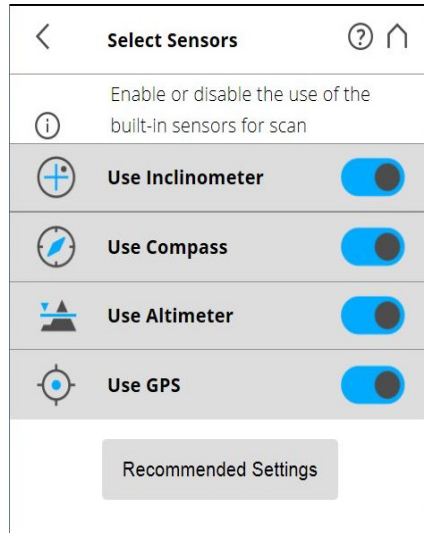 Select Sensors
Enable or disable the use of the
built-in sensors for scan
Use Inclinometer
Use Compass
Use Altimeter
Use GPS
Recommended Settings